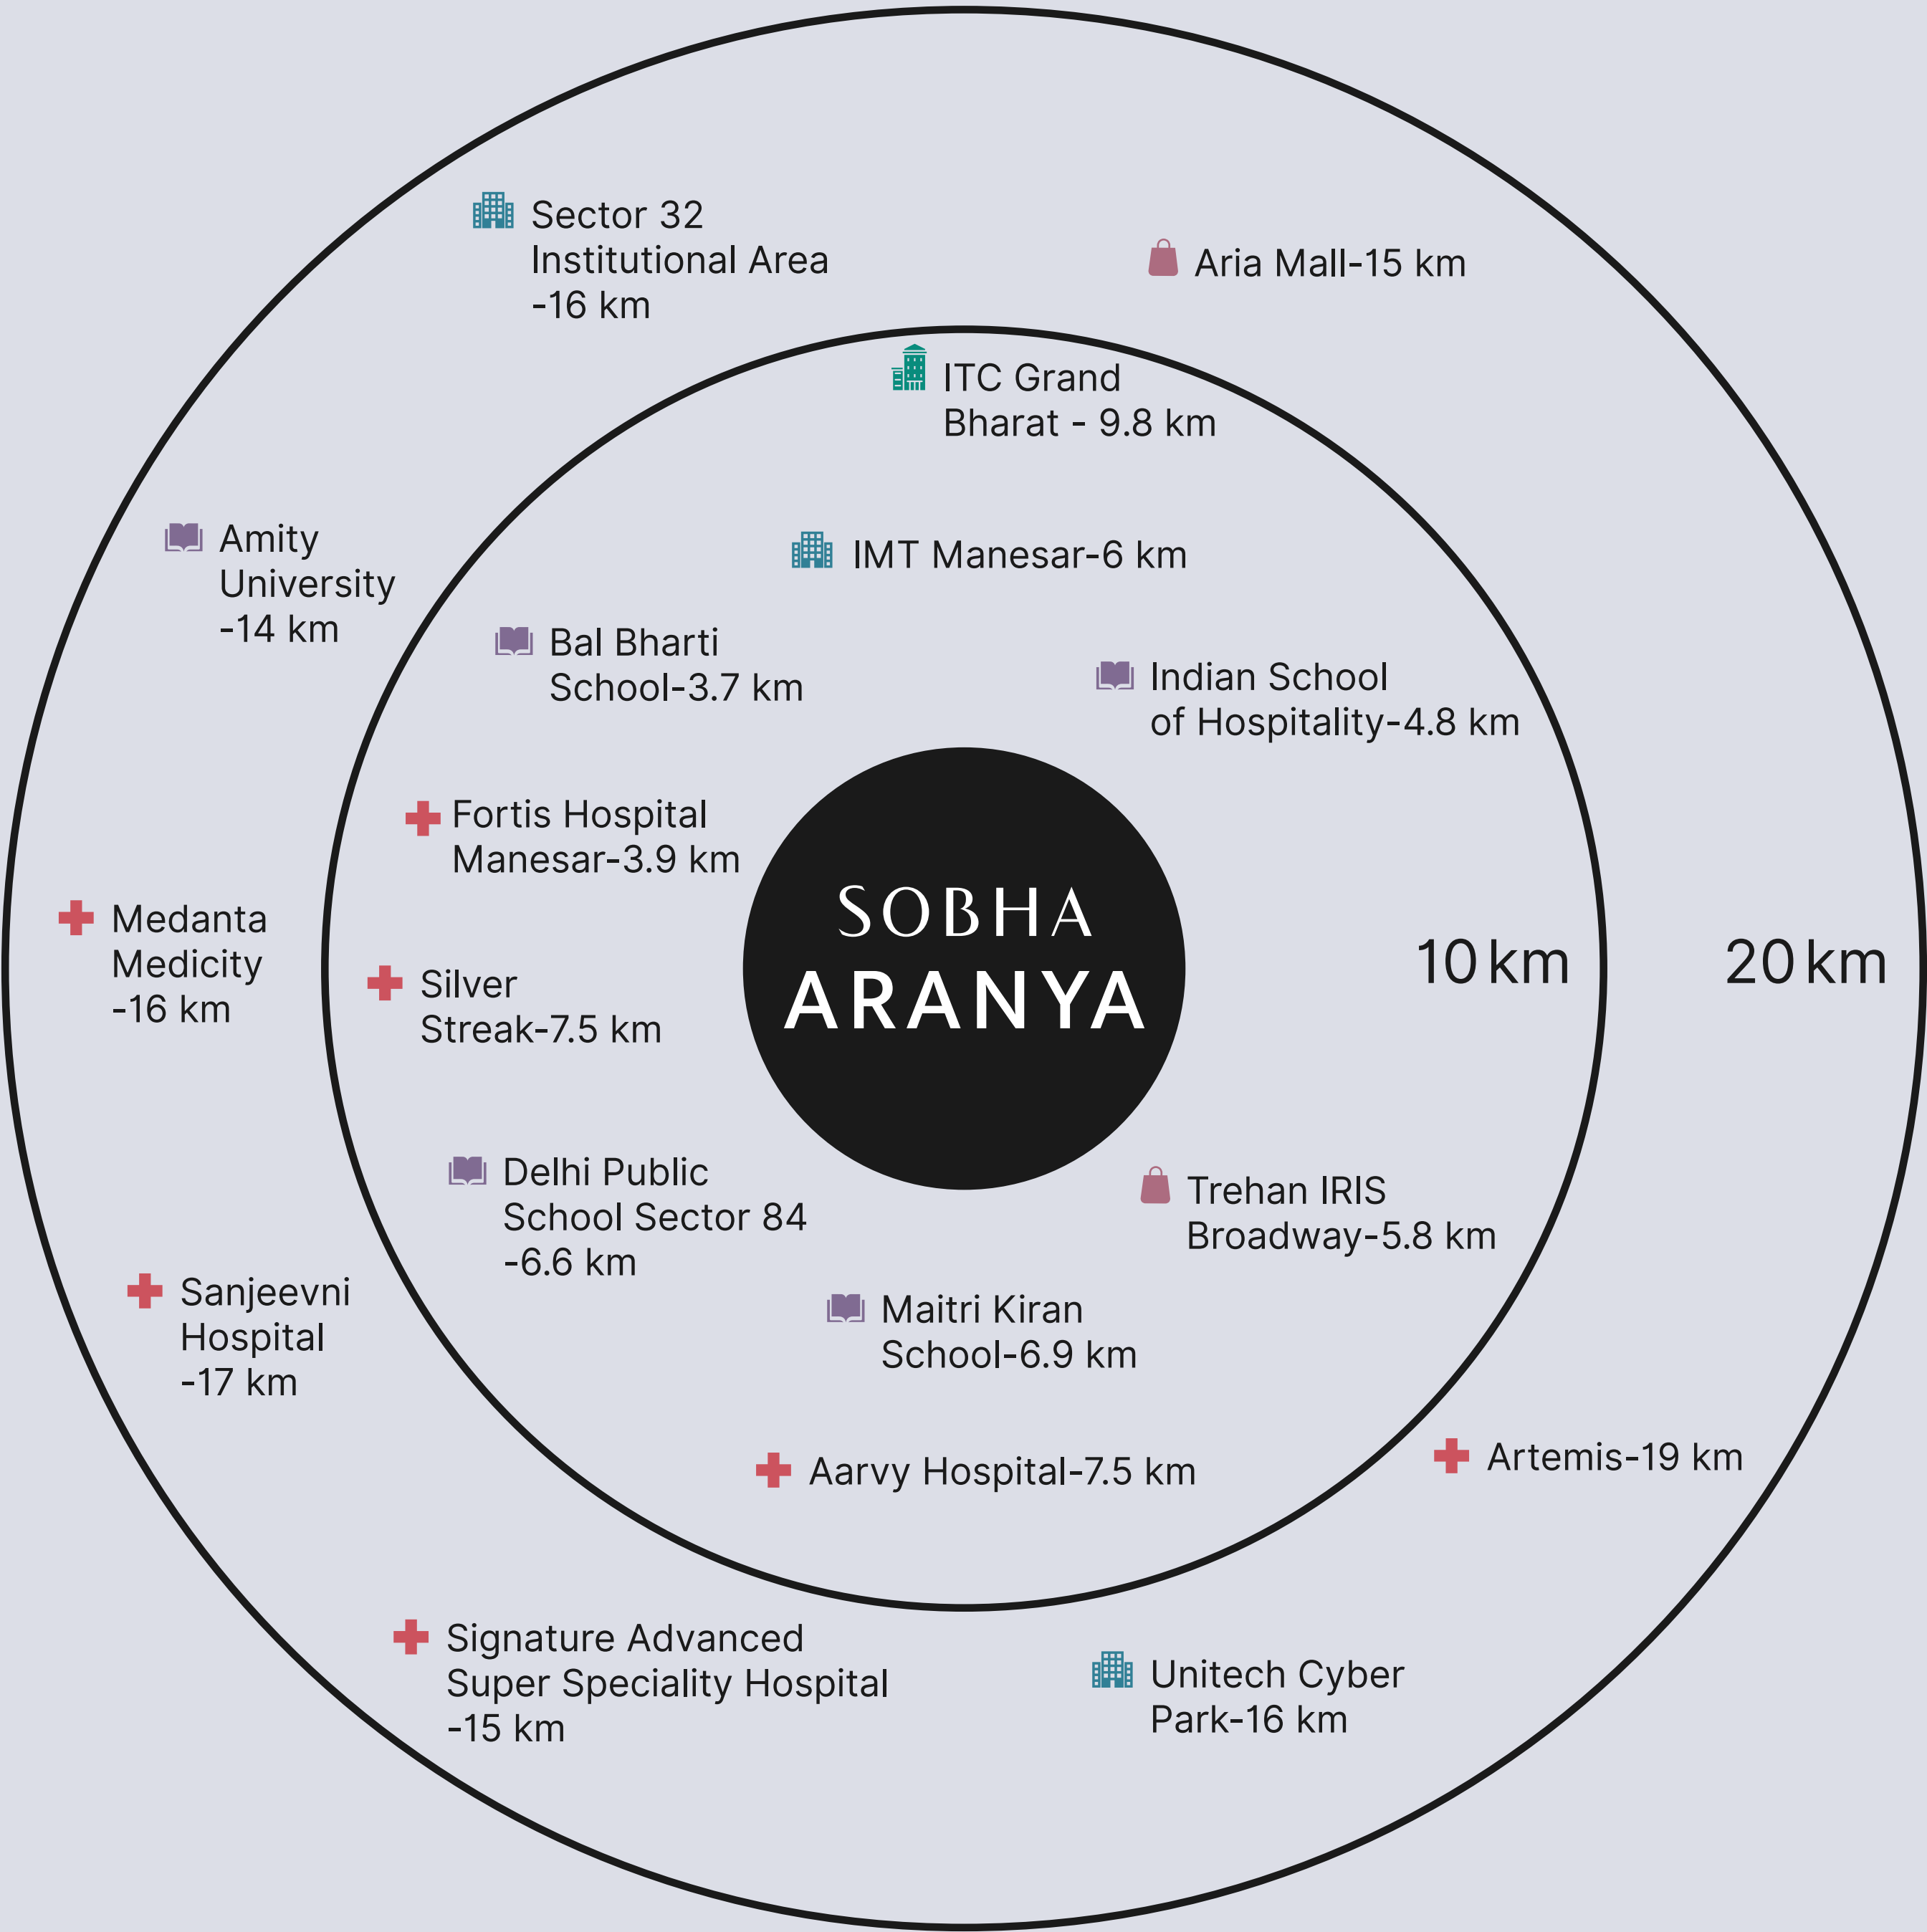 Sector 32
Institutional Area
-16 km
Aria Mall-15 km
ITC Grand
Bharat - 9.8 km
Amity
University
-14 km
IMT Manesar-6 km
Bal Bharti
School-3.7 km
Indian School
of Hospitality-4.8 km
Fortis Hospital
Manesar-3.9 km
Medanta
Medicity
-16 km
Silver
Streak-7.5 km
SOBHA
ARANYA
10 km
20 km
Delhi Public
School Sector 84
-6.6 km
Trehan IRIS
Broadway-5.8 km
Sanjeevni
Hospital
-17 km
Maitri Kiran
School-6.9 km
Aarvy Hospital-7.5 km
Artemis-19 km
Signature Advanced
Super Speciality Hospital
-15 km
Unitech Cyber
Park-16 km